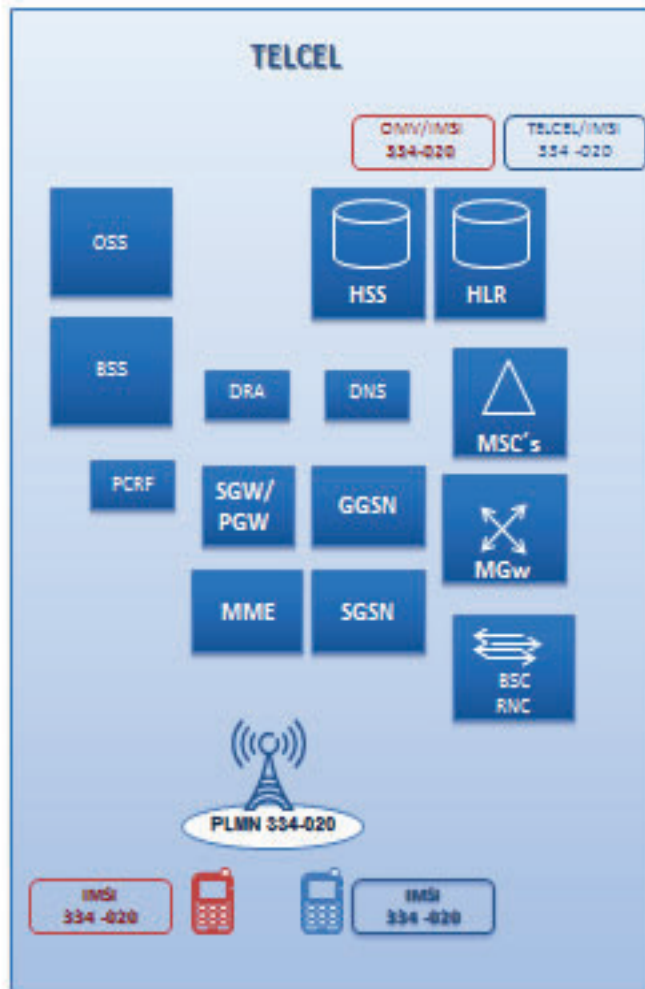 TELCEL
OMV/IMSI
334-020
TELCEL/IMSI
334 -020
OSS
HSS
HLR
BSS
DRA
DNS
MSC´s
PCRF
SGW/
PGW
GGSN
MGw
MME
SGSN
BSC
RNC
PLMN 334-020
IMSI
334 -020
IMSI
334 -020